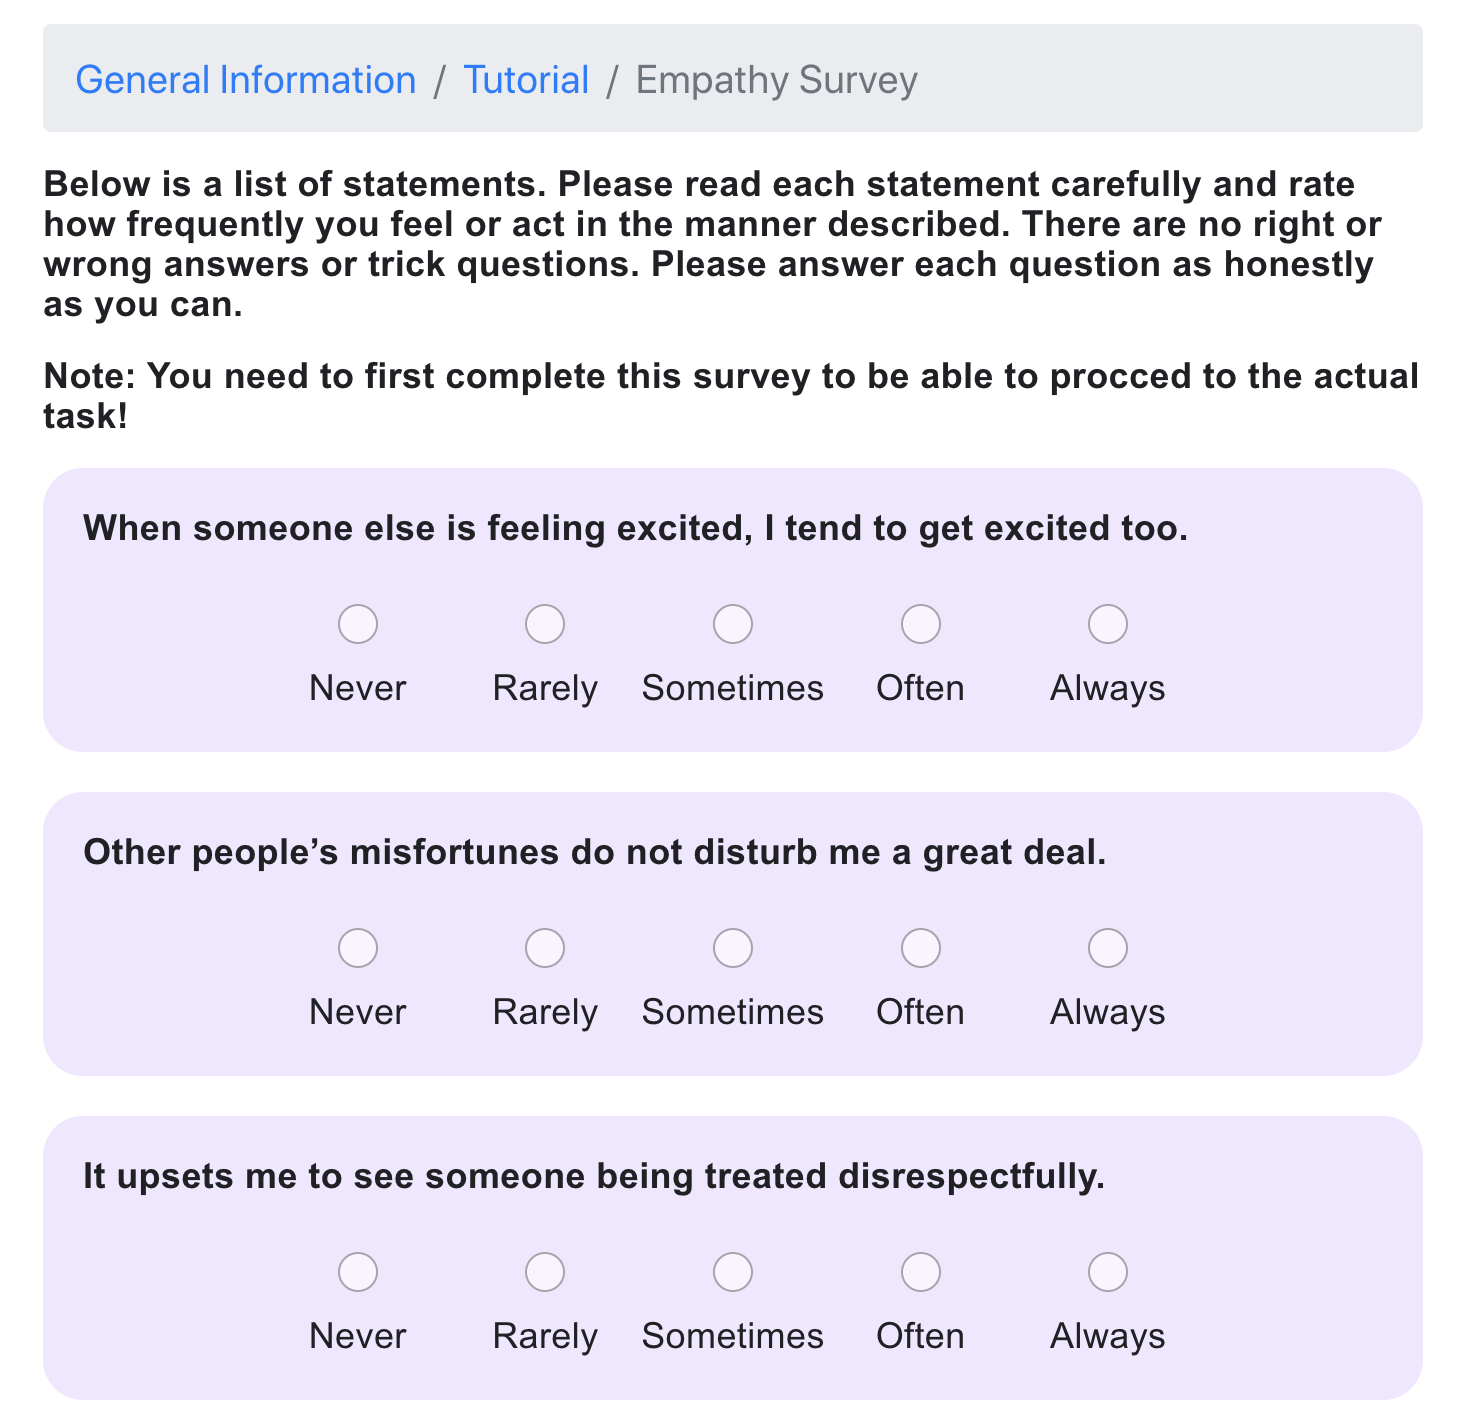 General Information / Tutorial / Empathy Survey
Below is a list of statements. Please read each statement carefully and rate
how frequently you feel or act in the manner described. There are no right or
wrong answers or trick questions. Please answer each question as honestly
as you can.
Note: You need to first complete this survey to be able to procced to the actual
task!
When someone else is feeling excited, I tend to get excited too.
Never Rarely Sometimes Often Always
Other people’s misfortunes do not disturb me a great deal.
Never Rarely Sometimes Often Always
It upsets me to see someone being treated disrespectfully.
Never Rarely Sometimes Often Always